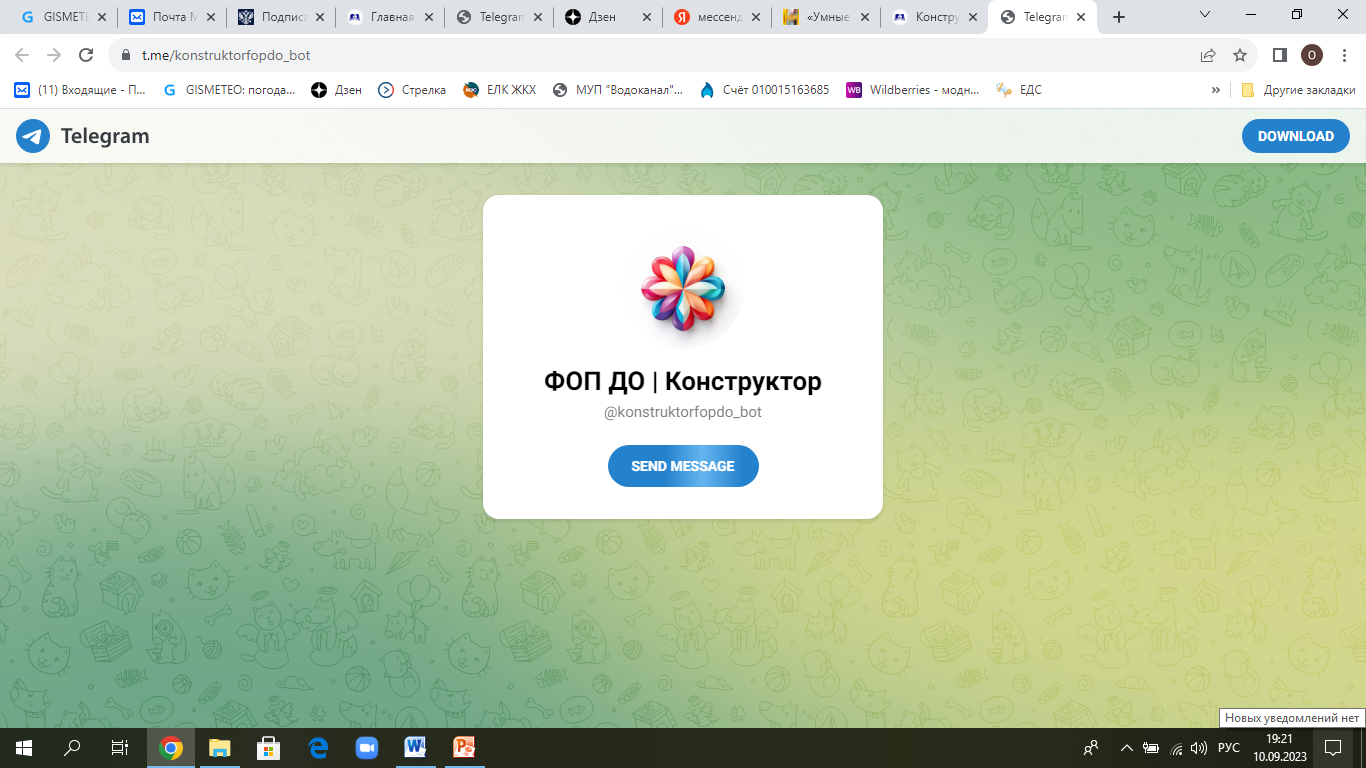 GISMETE
Почта М
Подписа
Главная
Telegram
Дзен
мессенд
«Умные
Констру
Telegram
t.me/konstruktorfopdo_bot
О
(11) Входящие - П...
GISMETEO: погода...
Дзен
Стрелка
ЕЛК ЖКХ
МУП "Водоканал"...
Счёт 010015163685
WB
Wildberries - модн...
ЕДС
»
Другие закладки
Telegram
DOWNLOAD
ФОП ДО | Конструктор
@konstruktorfopdo_bot
SEND MESSAGE
Новых уведомлений нет
РУС
19:21
10.09.2023